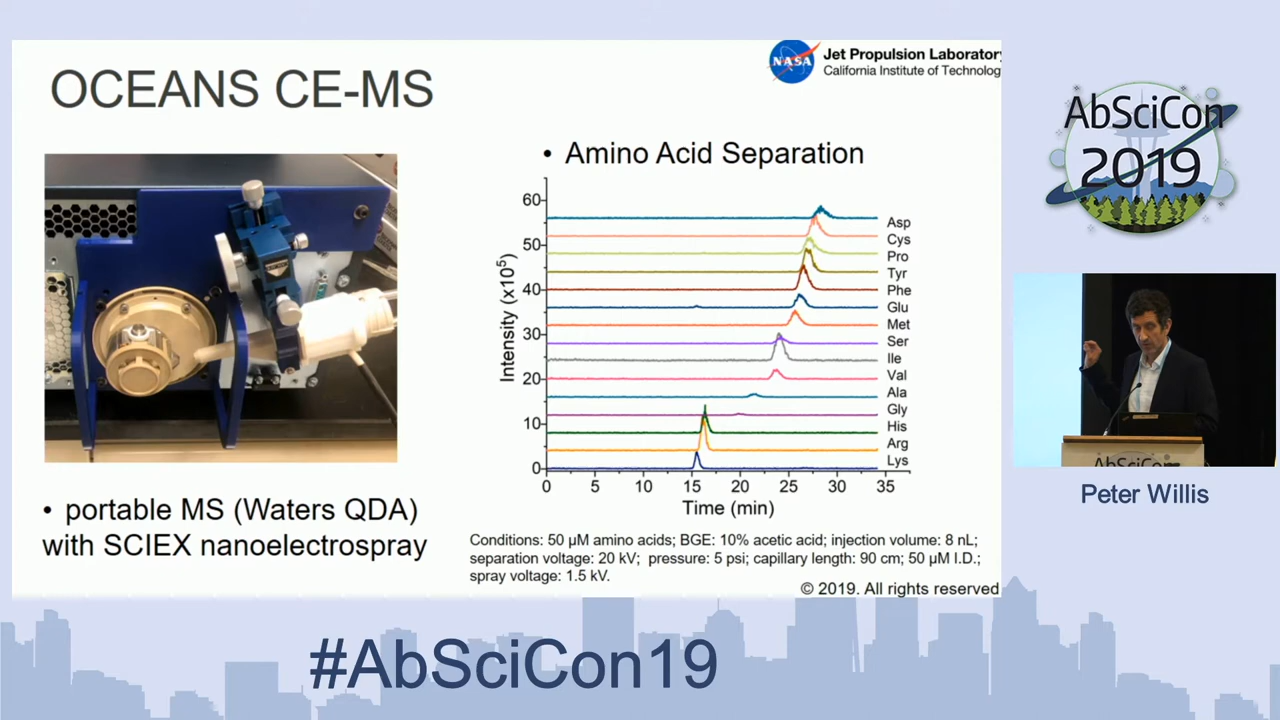 OCEANS CE-MS
NASA
Jet Propulsion Laboratory
California Institute of Technolog
• Amino Acid Separation
Intensity (x10⁵)
60
50
40
30
20
10
0
0 5 10 15 20 25 30 35
Time (min)
Asp
Cys
Pro
Tyr
Phe
Glu
Met
Ser
Ile
Val
Ala
Gly
His
Arg
Lys
• portable MS (Waters QDA)
with SCIEX nanoelectrospray
Conditions: 50 µM amino acids; BGE: 10% acetic acid; injection volume: 8 nL;
separation voltage: 20 kV; pressure: 5 psi; capillary length: 90 cm; 50 µM I.D.;
spray voltage: 1.5 kV.
© 2019. All rights reserved
AbSciCon
2019
AbSciCon
Peter Willis
#AbSciCon19